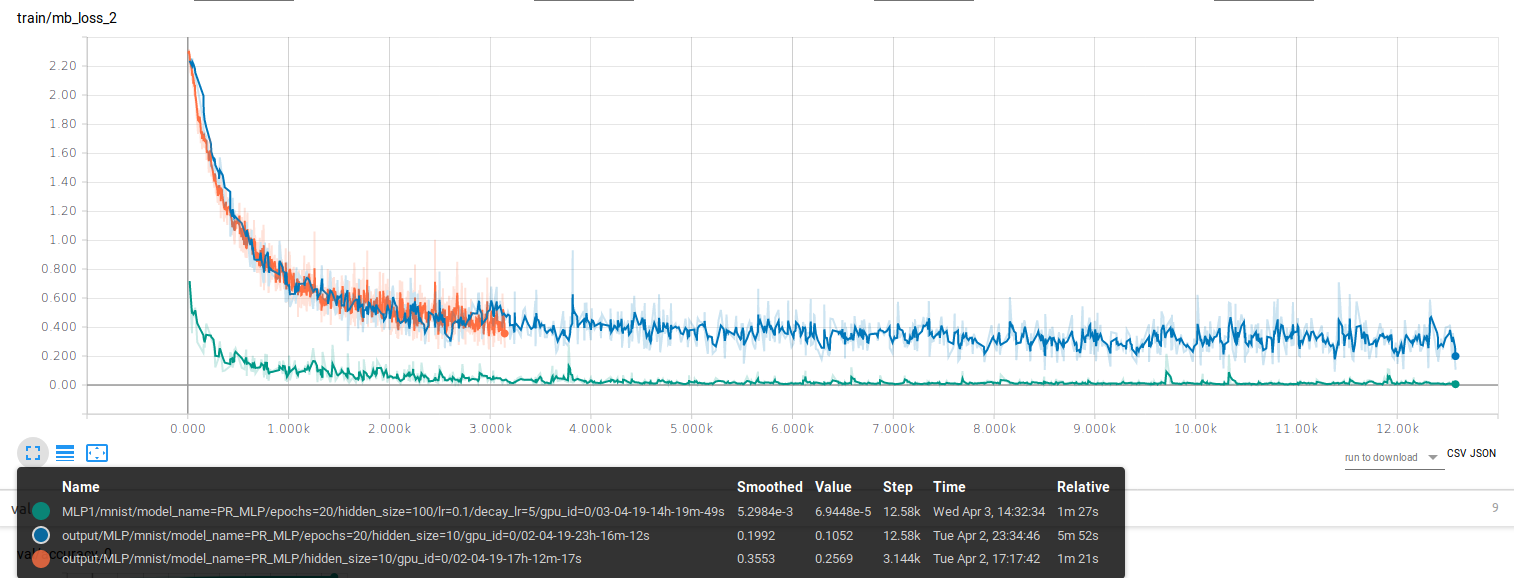 train/mb_loss_2
2.20
2.00
1.80
1.60
1.40
1.20
1.00
0.800
0.600
0.400
0.200
0.00
0.000 1.000k 2.000k 3.000k 4.000k 5.000k 6.000k 7.000k 8.000k 9.000k 10.00k 11.00k 12.00k
run to download CSV JSON
Name Smoothed Value Step Time Relative
MLP1/mnist/model_name=PR_MLP/epochs=20/hidden_size=100/lr=0.1/decay_lr=5/gpu_id=0/03-04-19-14h-19m-49s 5.2984e-3 6.9448e-5 12.58k Wed Apr 3, 14:32:34 1m 27s
9
output/MLP/mnist/model_name=PR_MLP/epochs=20/hidden_size=10/gpu_id=0/02-04-19-23h-16m-12s 0.1992 0.1052 12.58k Tue Apr 2, 23:34:46 5m 52s
output/MLP/mnist/model_name=PR_MLP/hidden_size=10/gpu_id=0/02-04-19-17h-12m-17s 0.3553 0.2569 3.144k Tue Apr 2, 17:17:42 1m 21s